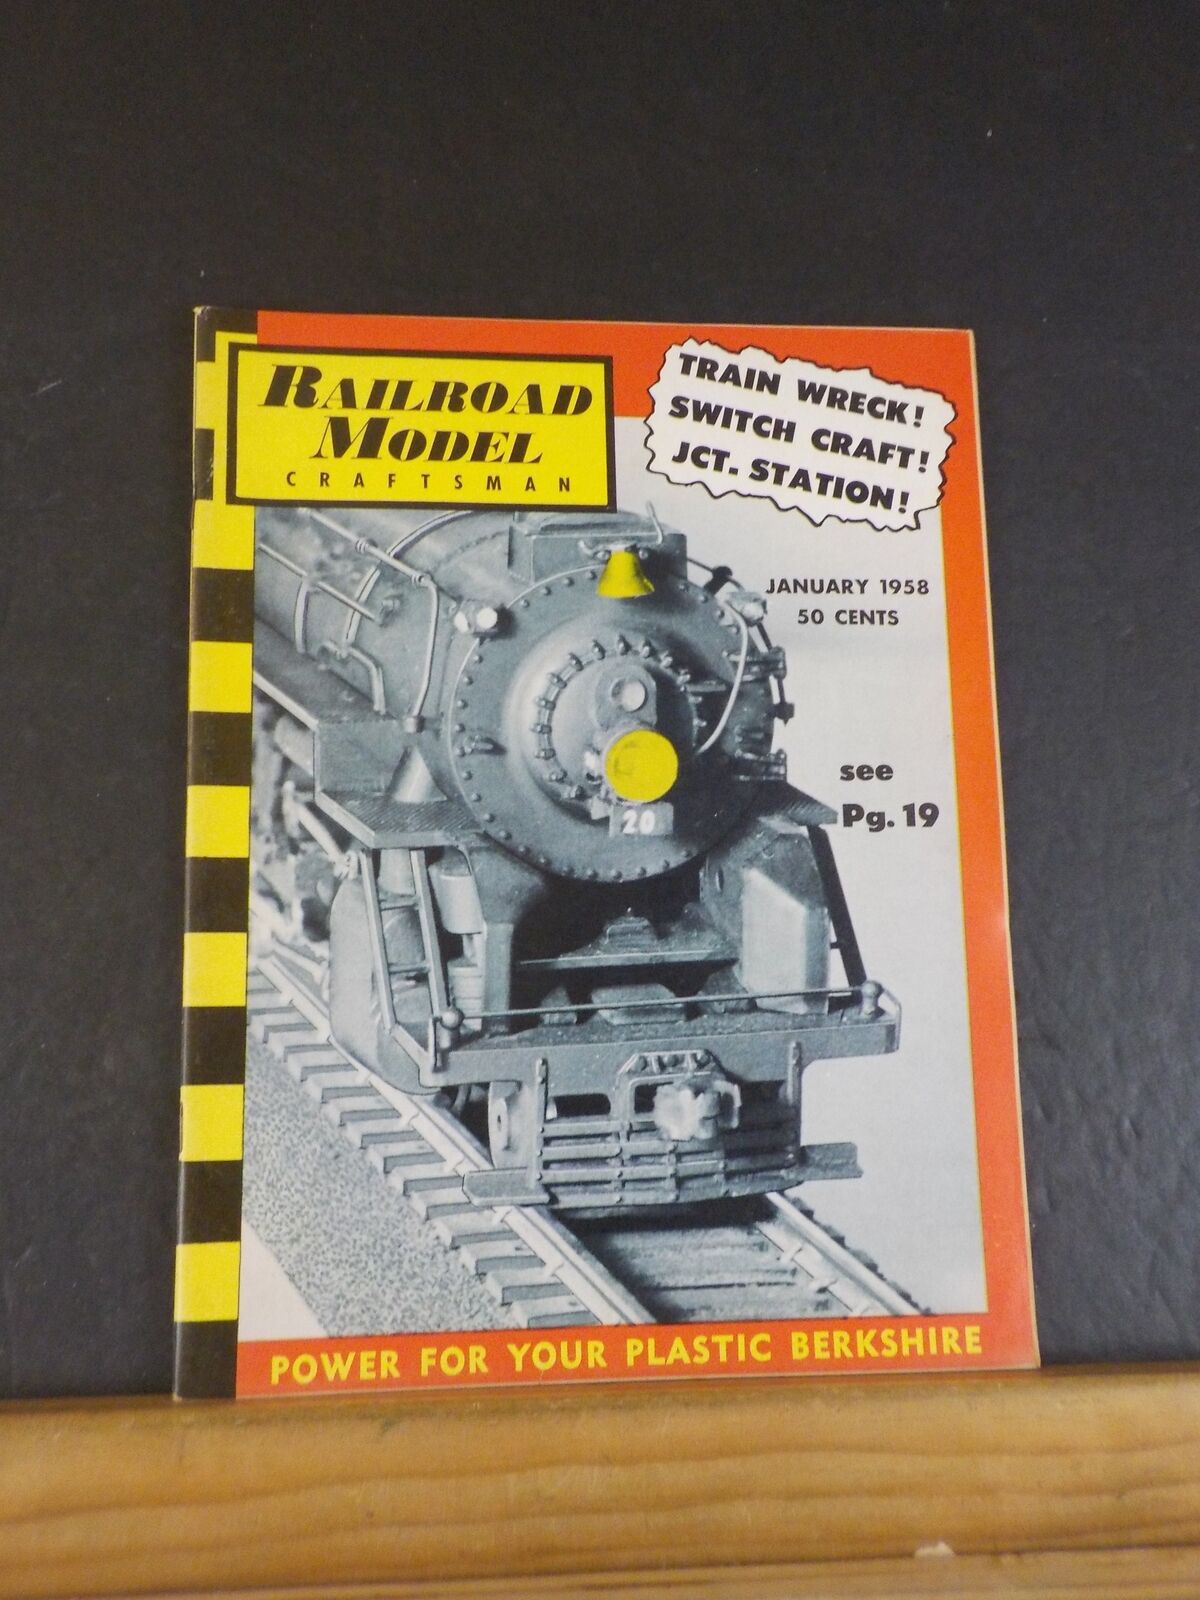 RAILROAD
MODEL
CRAFTSMAN
TRAIN WRECK!
SWITCH CRAFT!
JCT. STATION!
JANUARY 1958
50 CENTS
see
Pg. 19
20
POWER FOR YOUR PLASTIC BERKSHIRE